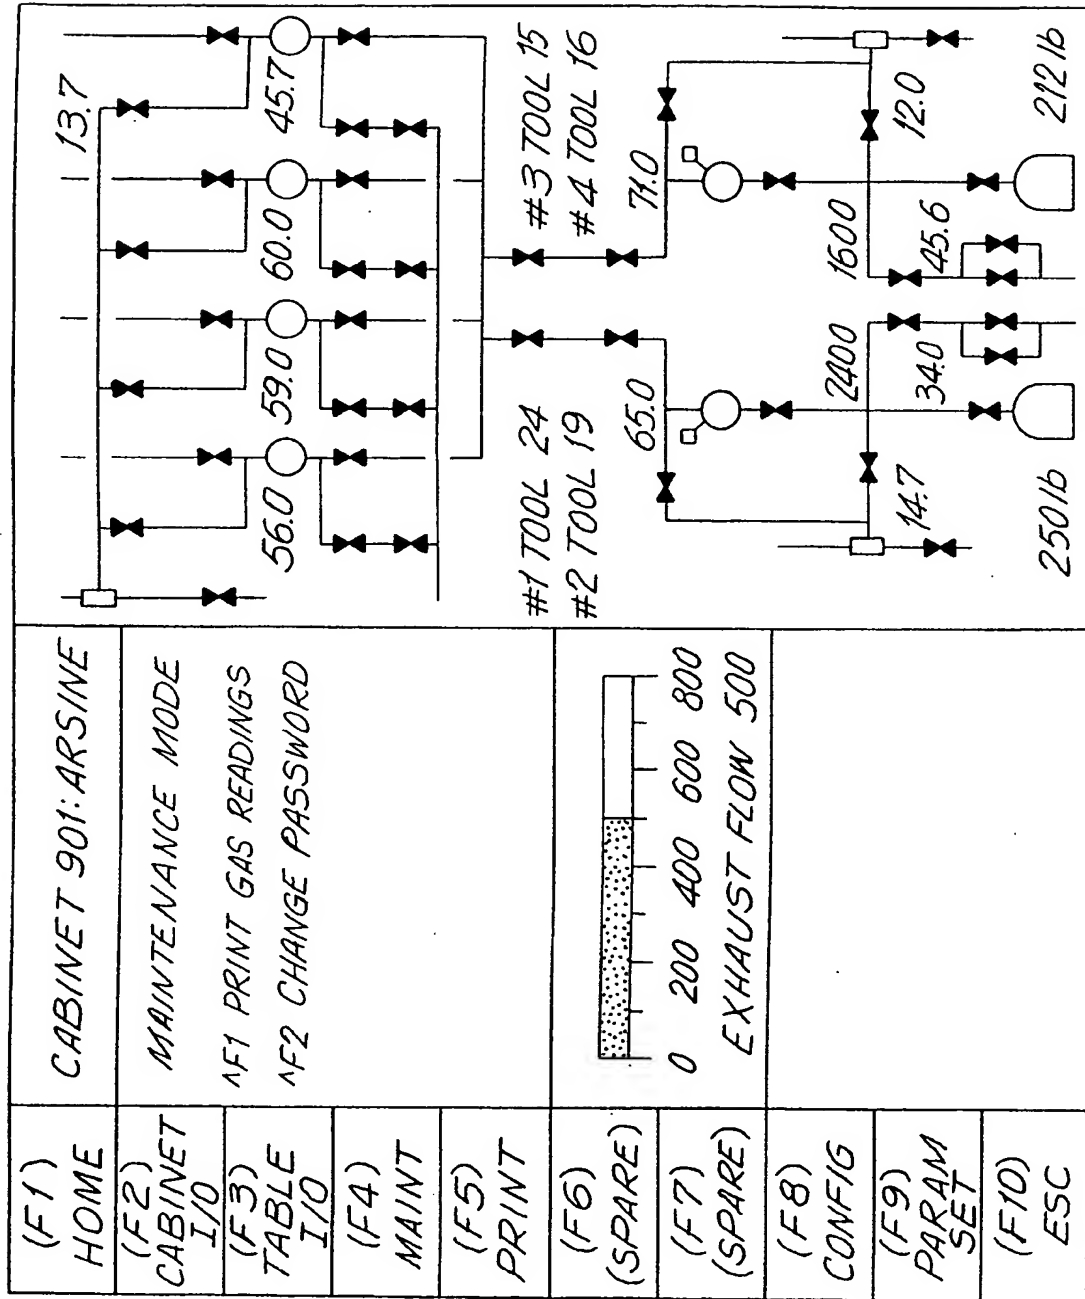 (F1)
HOME
(F2)
CABINET
I/O
(F3)
TABLE
I/O
(F4)
MAINT
(F5)
PRINT
(F6)
(SPARE)
(F7)
(SPARE)
(F8)
CONFIG
(F9)
PARAM
SET
(F10)
ESC
CABINET 901: ARSINE
MAINTENANCE MODE
^F1 PRINT GAS READINGS
^F2 CHANGE PASSWORD
0 200 400 600 800
EXHAUST FLOW 500
13.7
56.0 59.0 60.0 45.7
#1 TOOL 24 #3 TOOL 15
#2 TOOL 19 #4 TOOL 16
65.0 71.0
2400 1600
14.7 34.0 45.6 12.0
250 lb 212 lb